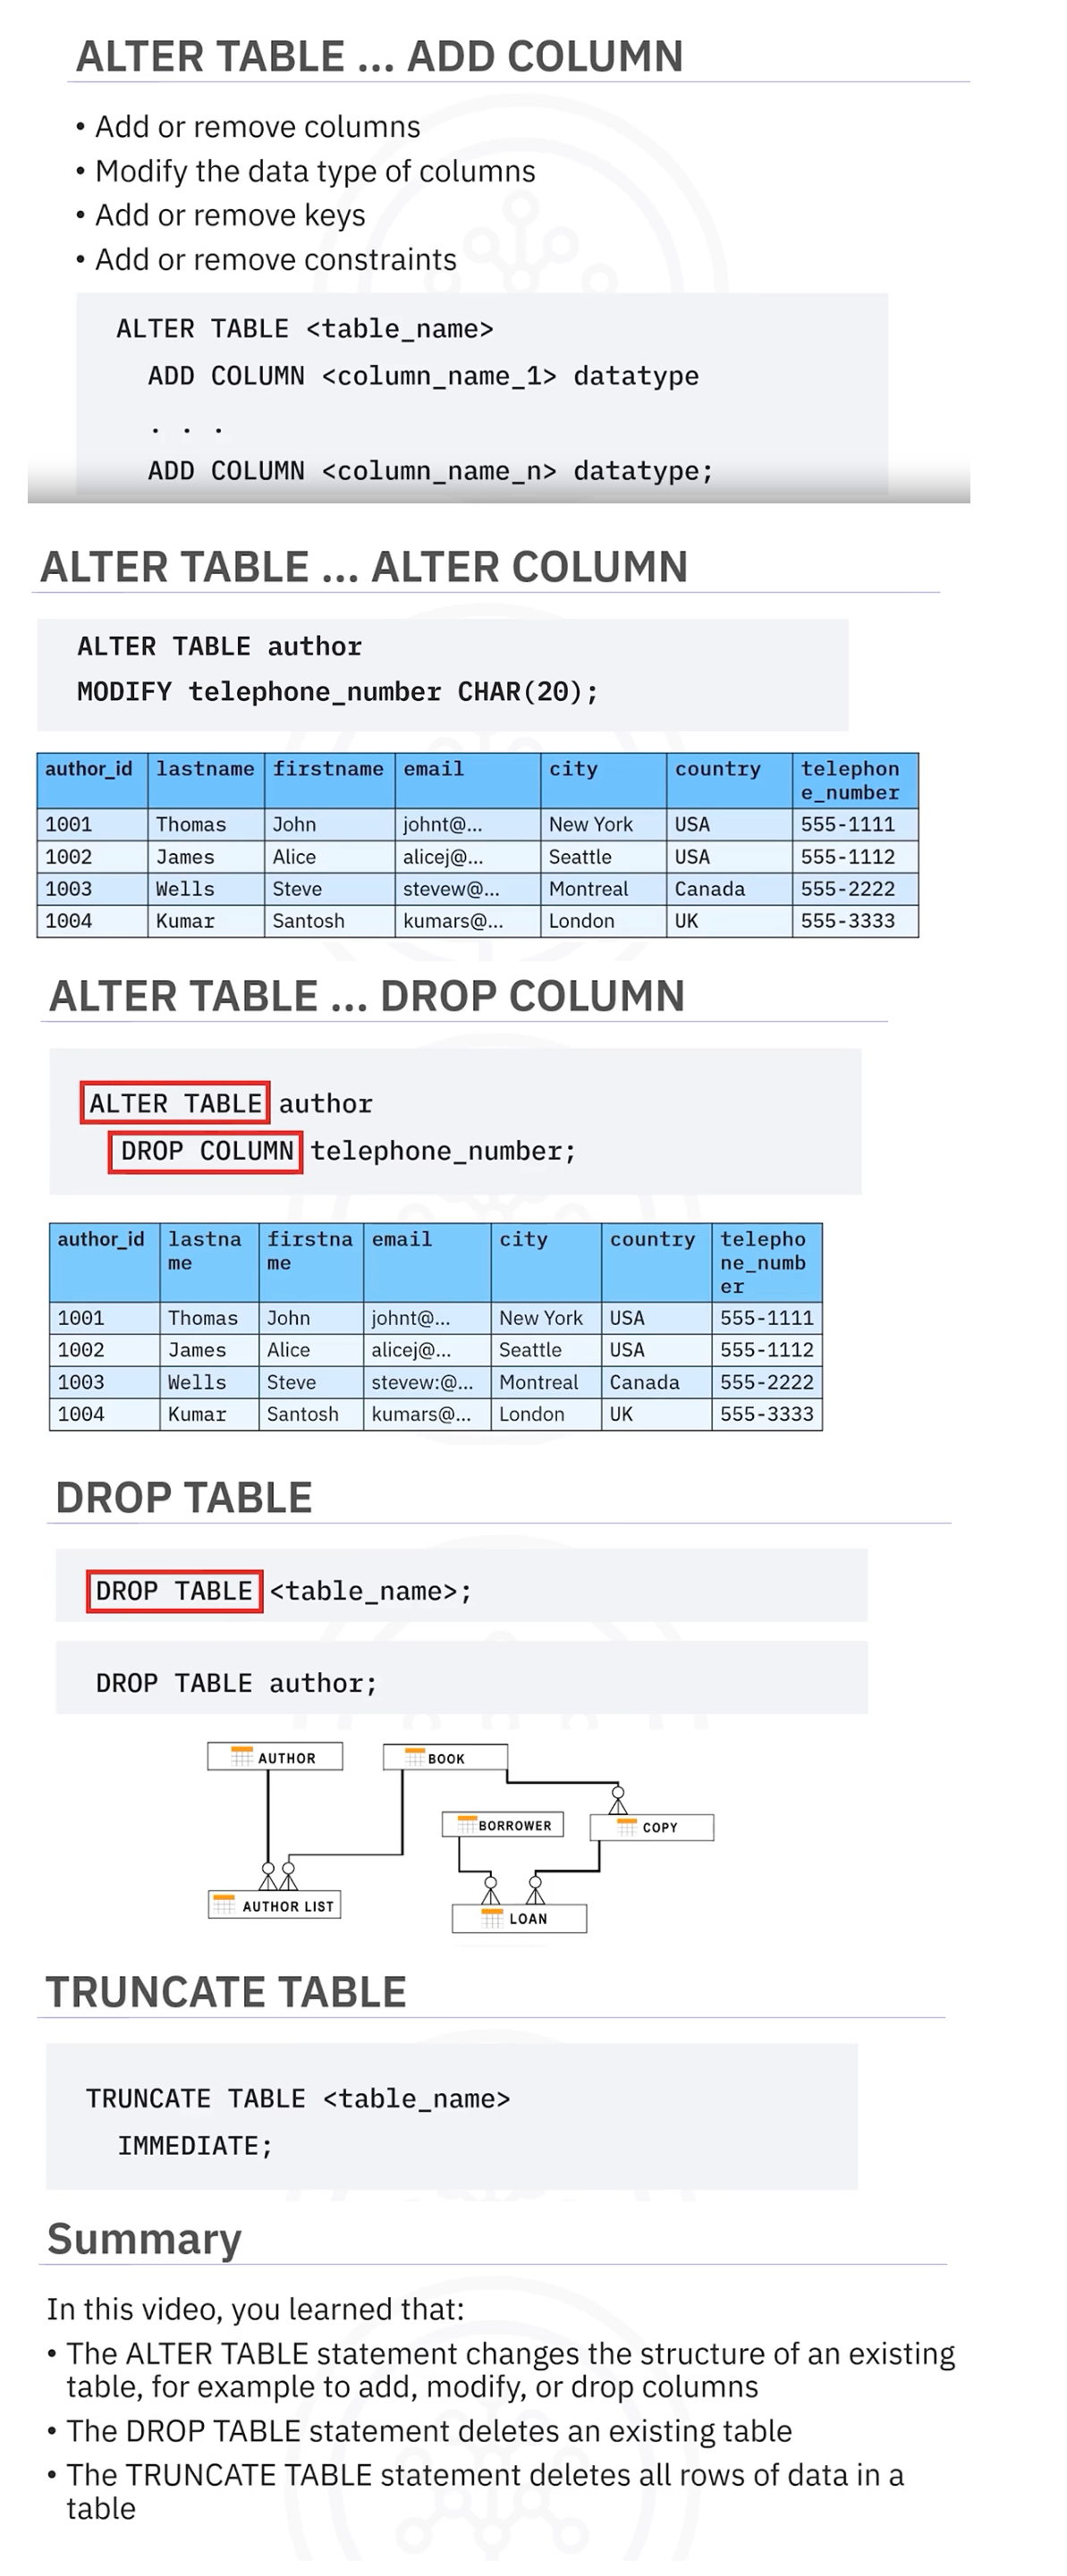 ALTER TABLE ... ADD COLUMN
• Add or remove columns
• Modify the data type of columns
• Add or remove keys
• Add or remove constraints
ALTER TABLE <table_name>
ADD COLUMN <column_name_1> datatype
. . .
ADD COLUMN <column_name_n> datatype;
ALTER TABLE ... ALTER COLUMN
ALTER TABLE author
MODIFY telephone_number CHAR(20);
author_id lastname firstname email city country telephon
e_number
1001 Thomas John johnt@... New York USA 555-1111
1002 James Alice alicej@... Seattle USA 555-1112
1003 Wells Steve stevew@... Montreal Canada 555-2222
1004 Kumar Santosh kumars@... London UK 555-3333
ALTER TABLE ... DROP COLUMN
ALTER TABLE author
DROP COLUMN telephone_number;
author_id lastna firstna email city country telepho
me me ne_numb
er
1001 Thomas John johnt@... New York USA 555-1111
1002 James Alice alicej@... Seattle USA 555-1112
1003 Wells Steve stevew:@... Montreal Canada 555-2222
1004 Kumar Santosh kumars@... London UK 555-3333
DROP TABLE
DROP TABLE <table_name>;
DROP TABLE author;
AUTHOR BOOK
BORROWER COPY
AUTHOR LIST LOAN
TRUNCATE TABLE
TRUNCATE TABLE <table_name>
IMMEDIATE;
Summary
In this video, you learned that:
• The ALTER TABLE statement changes the structure of an existing
table, for example to add, modify, or drop columns
• The DROP TABLE statement deletes an existing table
• The TRUNCATE TABLE statement deletes all rows of data in a
table